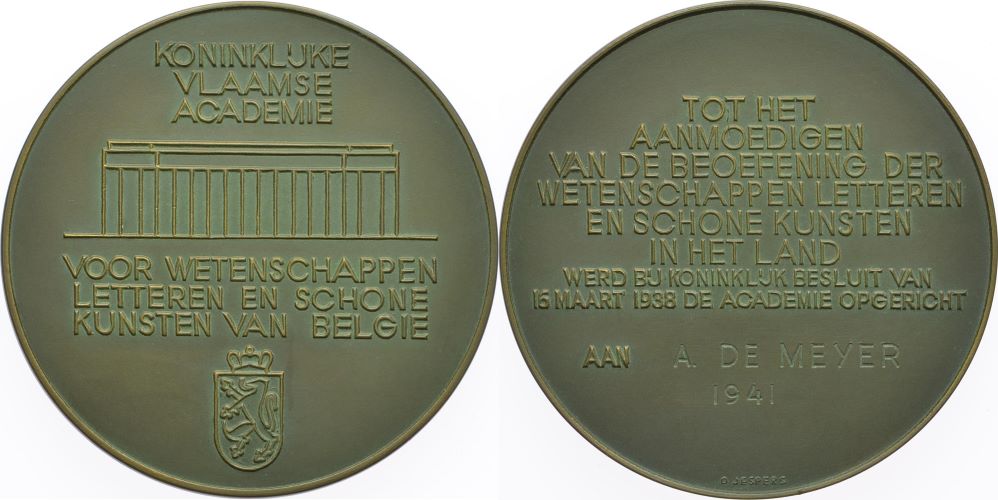 KONINKLIJKE
VLAAMSE
ACADEMIE
VOOR WETENSCHAPPEN
LETTEREN EN SCHONE
KUNSTEN VAN BELGIE
TOT HET
AANMOEDIGEN
VAN DE BEOEFENING DER
WETENSCHAPPEN LETTEREN
EN SCHONE KUNSTEN
IN HET LAND
WERD BIJ KONINKLIJK BESLUIT VAN
16 MAART 1938 DE ACADEMIE OPGERICHT
AAN A. DE MEYER
1941
O JESPERS